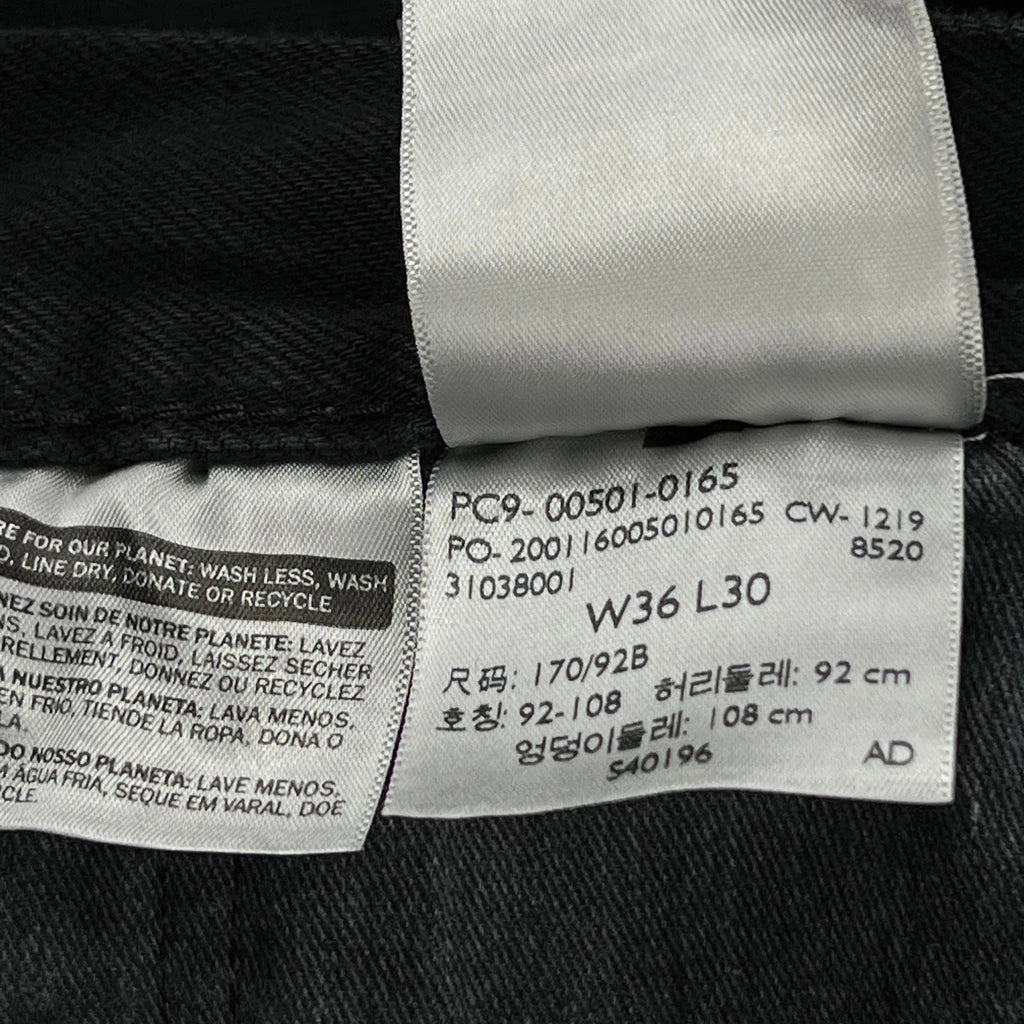 RE FOR OUR PLANET: WASH LESS, WASH
D, LINE DRY, DONATE OR RECYCLE
NEZ SOIN DE NOTRE PLANETE: LAVEZ
NS, LAVEZ A FROID, LAISSEZ SECHER
RELLEMENT, DONNEZ OU RECYCLEZ
A NUESTRO PLANETA: LAVA MENOS,
EN FRIO, TIENDE LA ROPA, DONA O
LA.
DO NOSSO PLANETA: LAVE MENOS,
M AGUA FRIA, SEQUE EM VARAL, DOE
CLE
PC9-00501-0165
PO-200116005010165 CW-1219
31038001 8520
W36 L30
尺码: 170/92B
호칭: 92-108 허리둘레: 92 cm
엉덩이둘레: 108 cm
S40196 AD